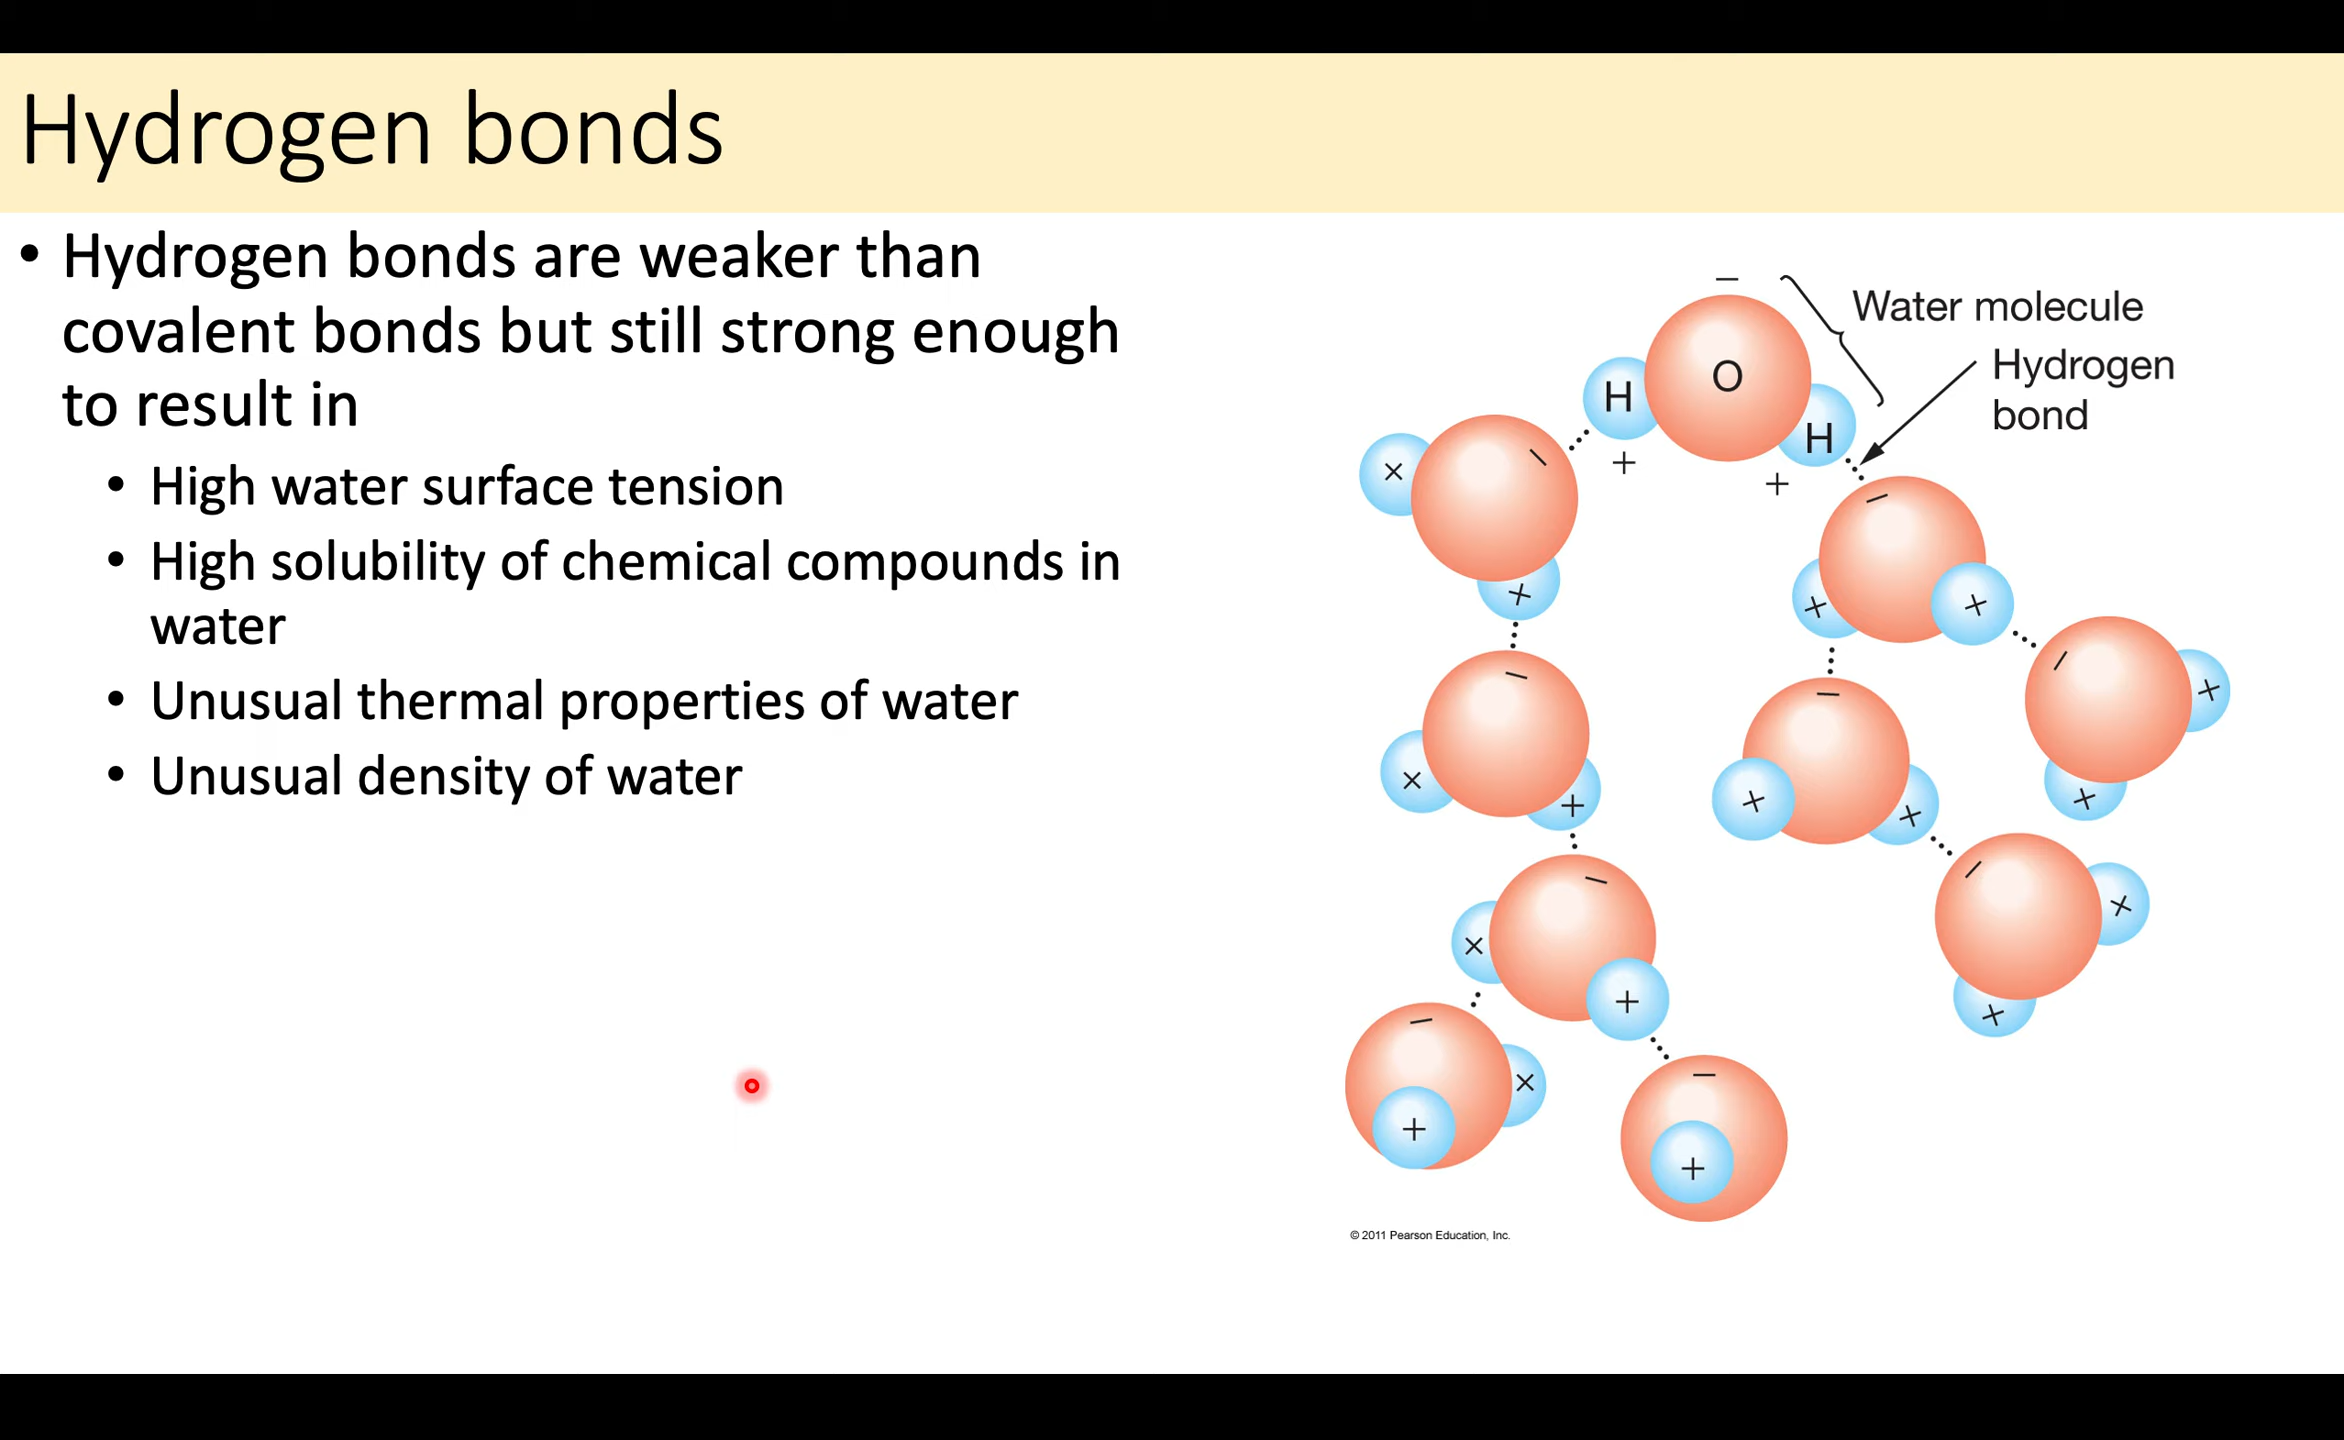 Hydrogen bonds
• Hydrogen bonds are weaker than
covalent bonds but still strong enough
to result in
• High water surface tension
• High solubility of chemical compounds in
water
• Unusual thermal properties of water
• Unusual density of water
Water molecule
Hydrogen
bond
O
H
H
© 2011 Pearson Education, Inc.